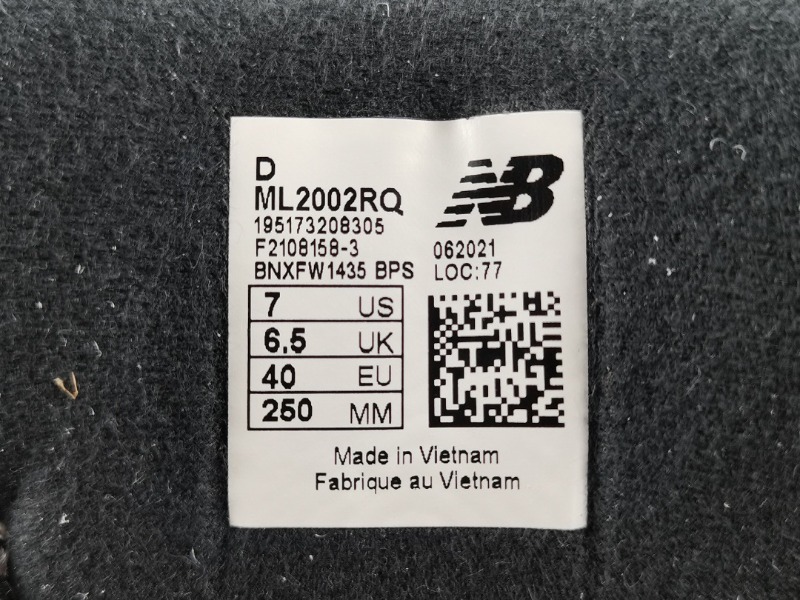 D
ML2002RQ
NB
195173208305
F2108158-3
062021
BNXFW1435 BPS
LOC:77
7 US
6.5 UK
40 EU
250 MM
Made in Vietnam
Fabrique au Vietnam